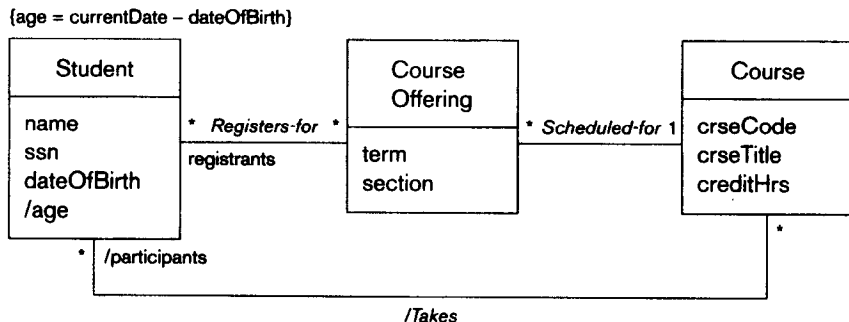 {age = currentDate – dateOfBirth}
Student
name
ssn
dateOfBirth
/age
* Registers-for *
registrants
Course
Offering
term
section
* Scheduled-for 1
Course
crseCode
crseTitle
creditHrs
* /participants
*
/Takes